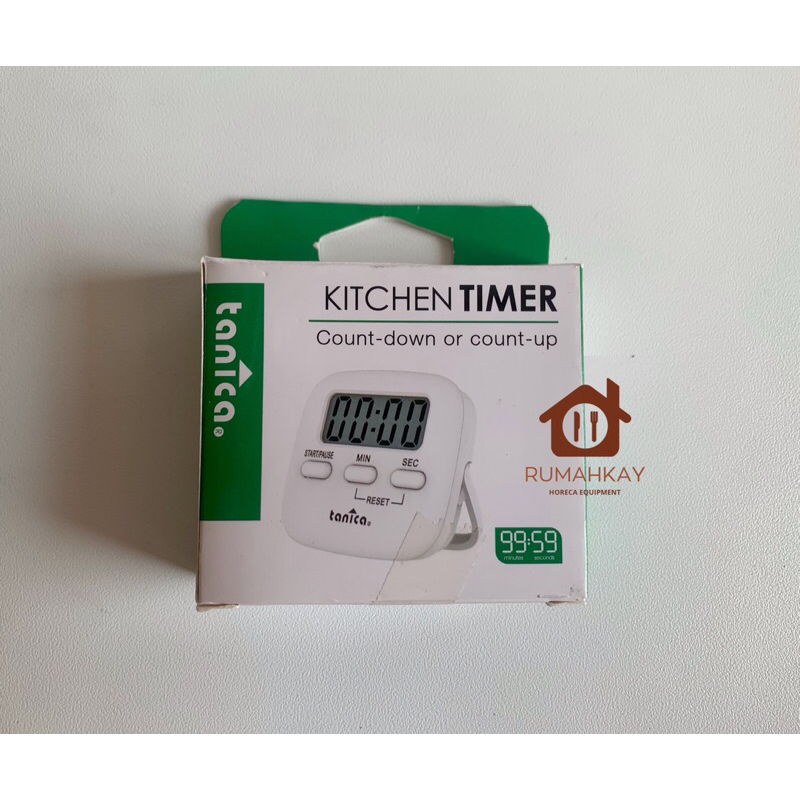 KITCHEN TIMER
Count-down or count-up
tanica®
00:00
START/PAUSE MIN SEC
RESET
tanica®
99:59
minutes seconds
RUMAHKAY
HORECA EQUIPMENT